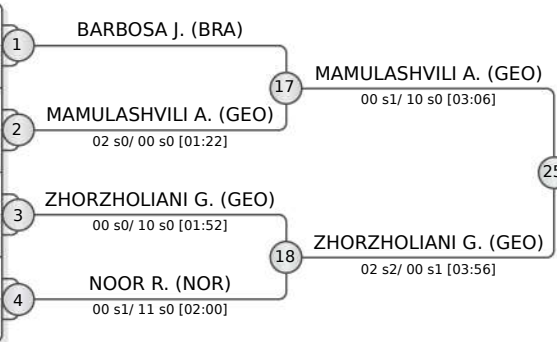 BARBOSA J. (BRA)
1
17
MAMULASHVILI A. (GEO)
00 s1/ 10 s0 [03:06]
MAMULASHVILI A. (GEO)
2
02 s0/ 00 s0 [01:22]
25
ZHORZHOLIANI G. (GEO)
3
00 s0/ 10 s0 [01:52]
18
ZHORZHOLIANI G. (GEO)
02 s2/ 00 s1 [03:56]
NOOR R. (NOR)
4
00 s1/ 11 s0 [02:00]